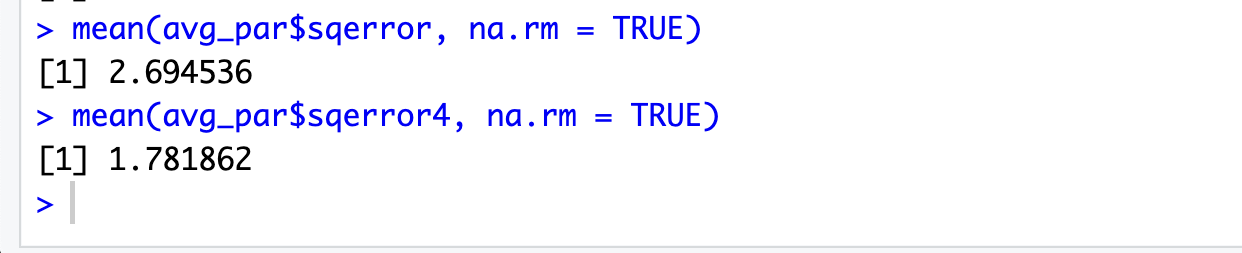 > mean(avg_par$sqerror, na.rm = TRUE)
[1] 2.694536
> mean(avg_par$sqerror4, na.rm = TRUE)
[1] 1.781862
>